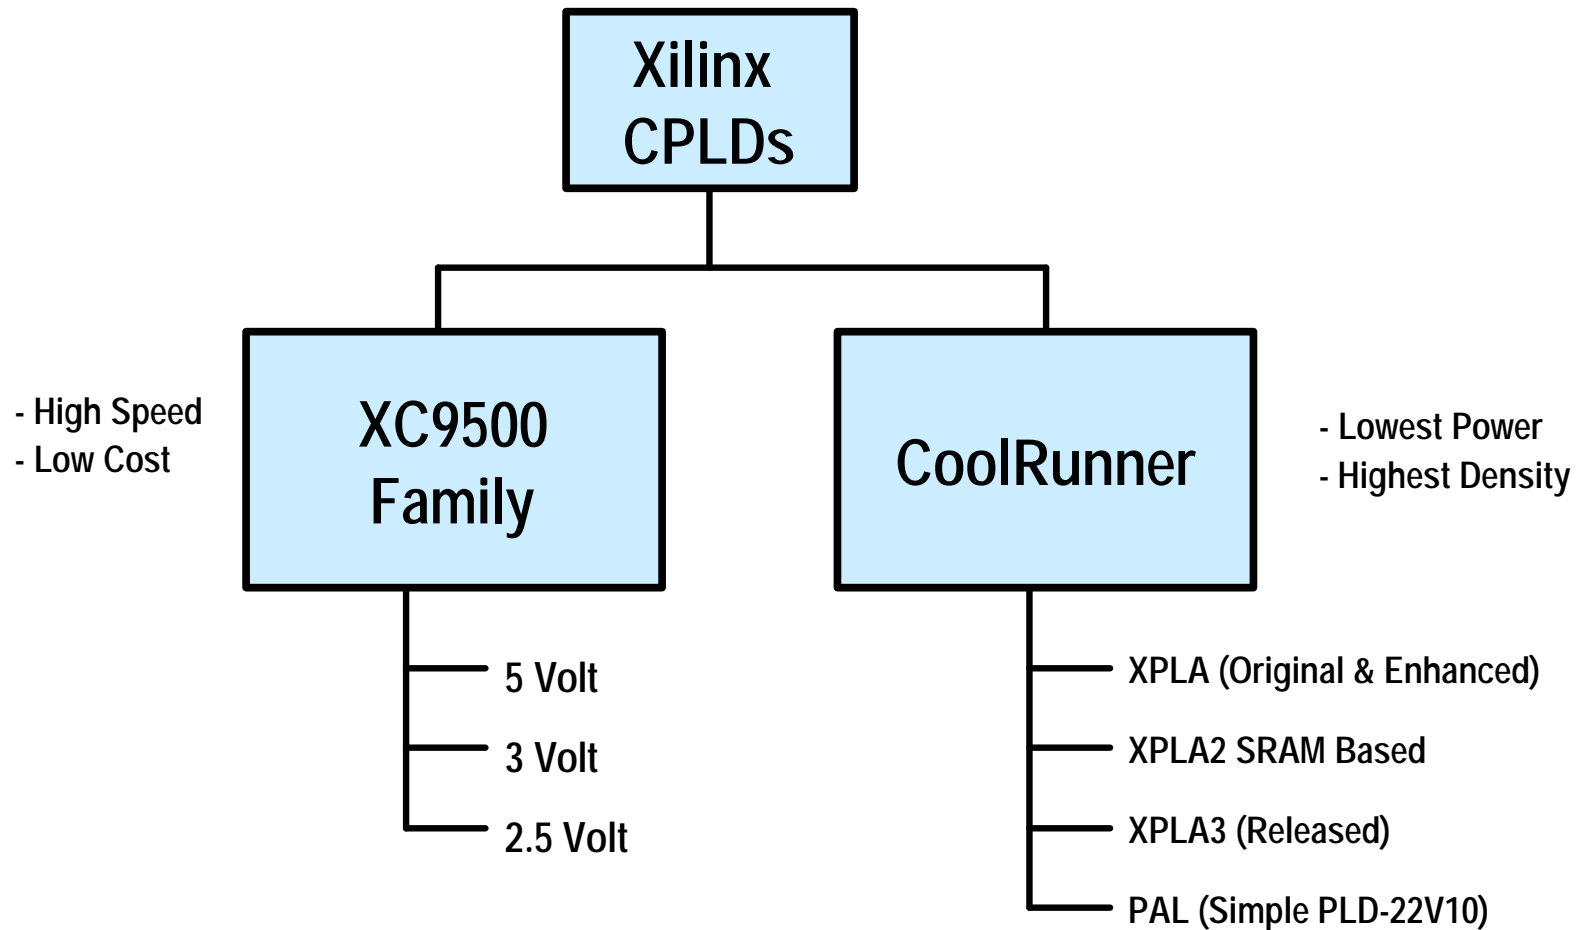 Xilinx
CPLDs
- High Speed
- Low Cost
XC9500
Family
CoolRunner
- Lowest Power
- Highest Density
5 Volt
3 Volt
2.5 Volt
XPLA (Original & Enhanced)
XPLA2 SRAM Based
XPLA3 (Released)
PAL (Simple PLD-22V10)